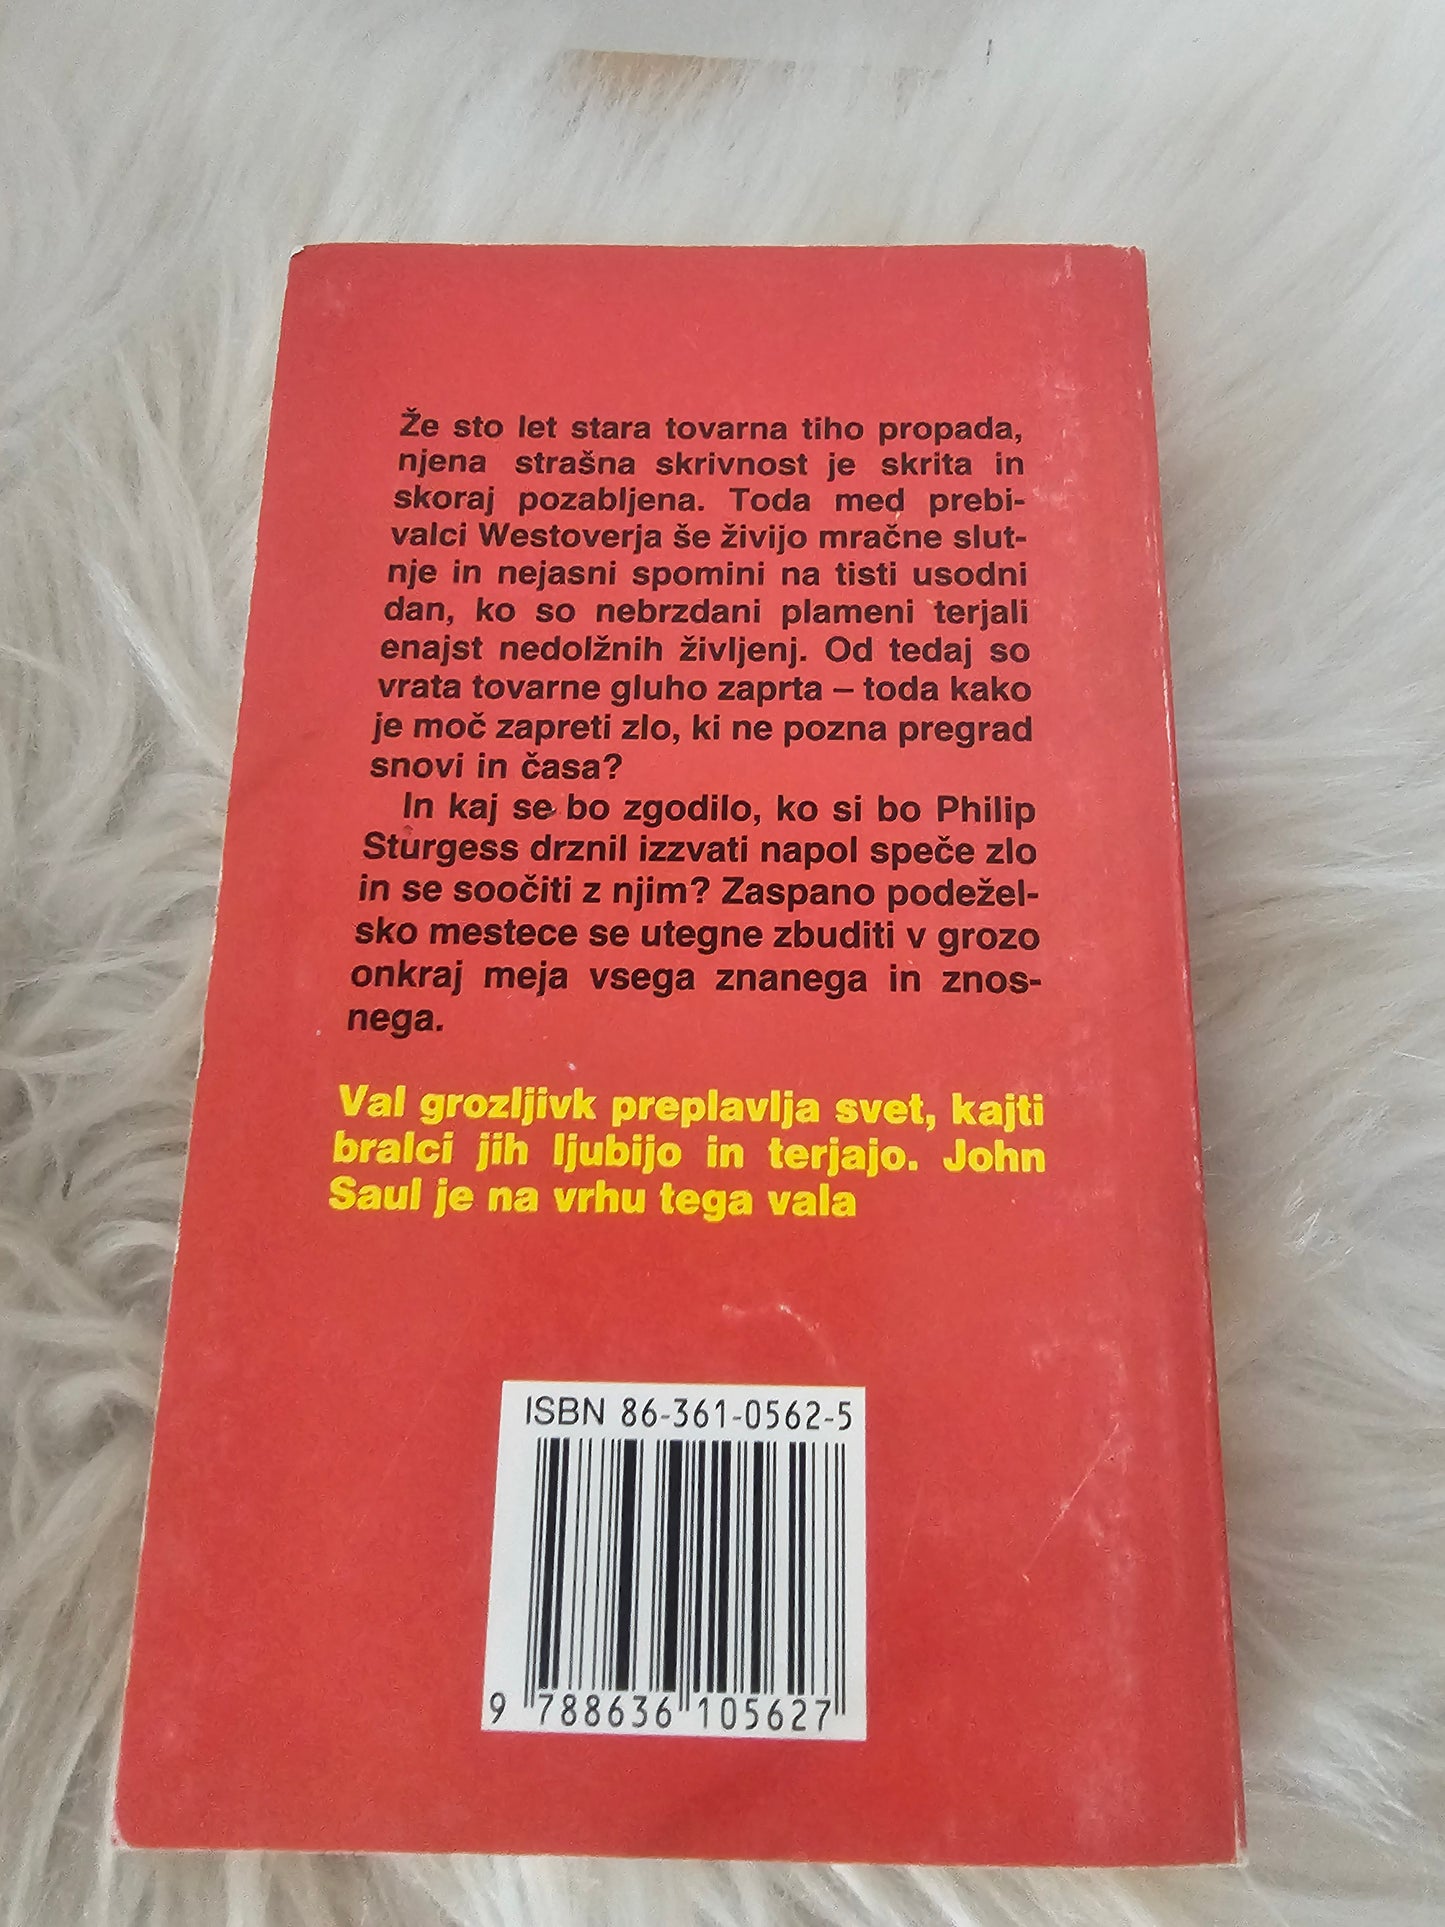 Že sto let stara tovarna tiho propada,
njena strašna skrivnost je skrita in
skoraj pozabljena. Toda med prebi-
valci Westoverja še živijo mračne slut-
nje in nejasni spomini na tisti usodni
dan, ko so nebrzdani plameni terjali
enajst nedolžnih življenj. Od tedaj so
vrata tovarne gluho zaprta – toda kako
je moč zapreti zlo, ki ne pozna pregrad
snovi in časa?
In kaj se bo zgodilo, ko si bo Philip
Sturgess drznil izzvati napol speče zlo
in se soočiti z njim? Zaspano podežel-
sko mestece se utegne zbuditi v grozo
onkraj meja vsega znanega in znos-
nega.
Val grozljivk preplavlja svet, kajti
bralci jih ljubijo in terjajo. John
Saul je na vrhu tega vala
ISBN 86-361-0562-5
9 788636 105627